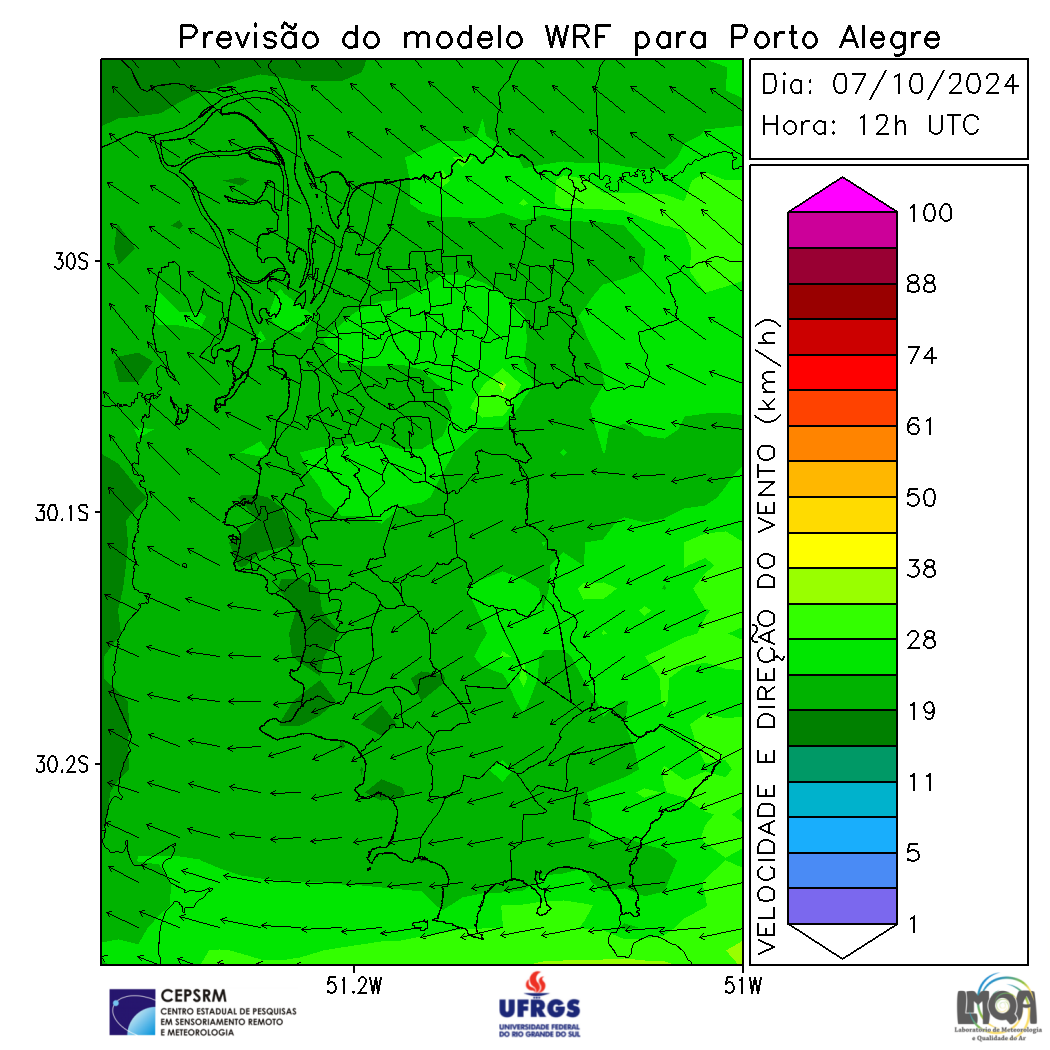 Previsão do modelo WRF para Porto Alegre
Dia: 07/10/2024
Hora: 12h UTC
30S
30.1S
30.2S
51.2W
51W
VELOCIDADE E DIREÇÃO DO VENTO (km/h)
100
88
74
61
50
38
28
19
11
5
1
CEPSRM
CENTRO ESTADUAL DE PESQUISAS
EM SENSORIAMENTO REMOTO
E METEOROLOGIA
UFRGS
UNIVERSIDADE FEDERAL
DO RIO GRANDE DO SUL
LMQA
Laboratório de Meteorologia
e Qualidade do Ar